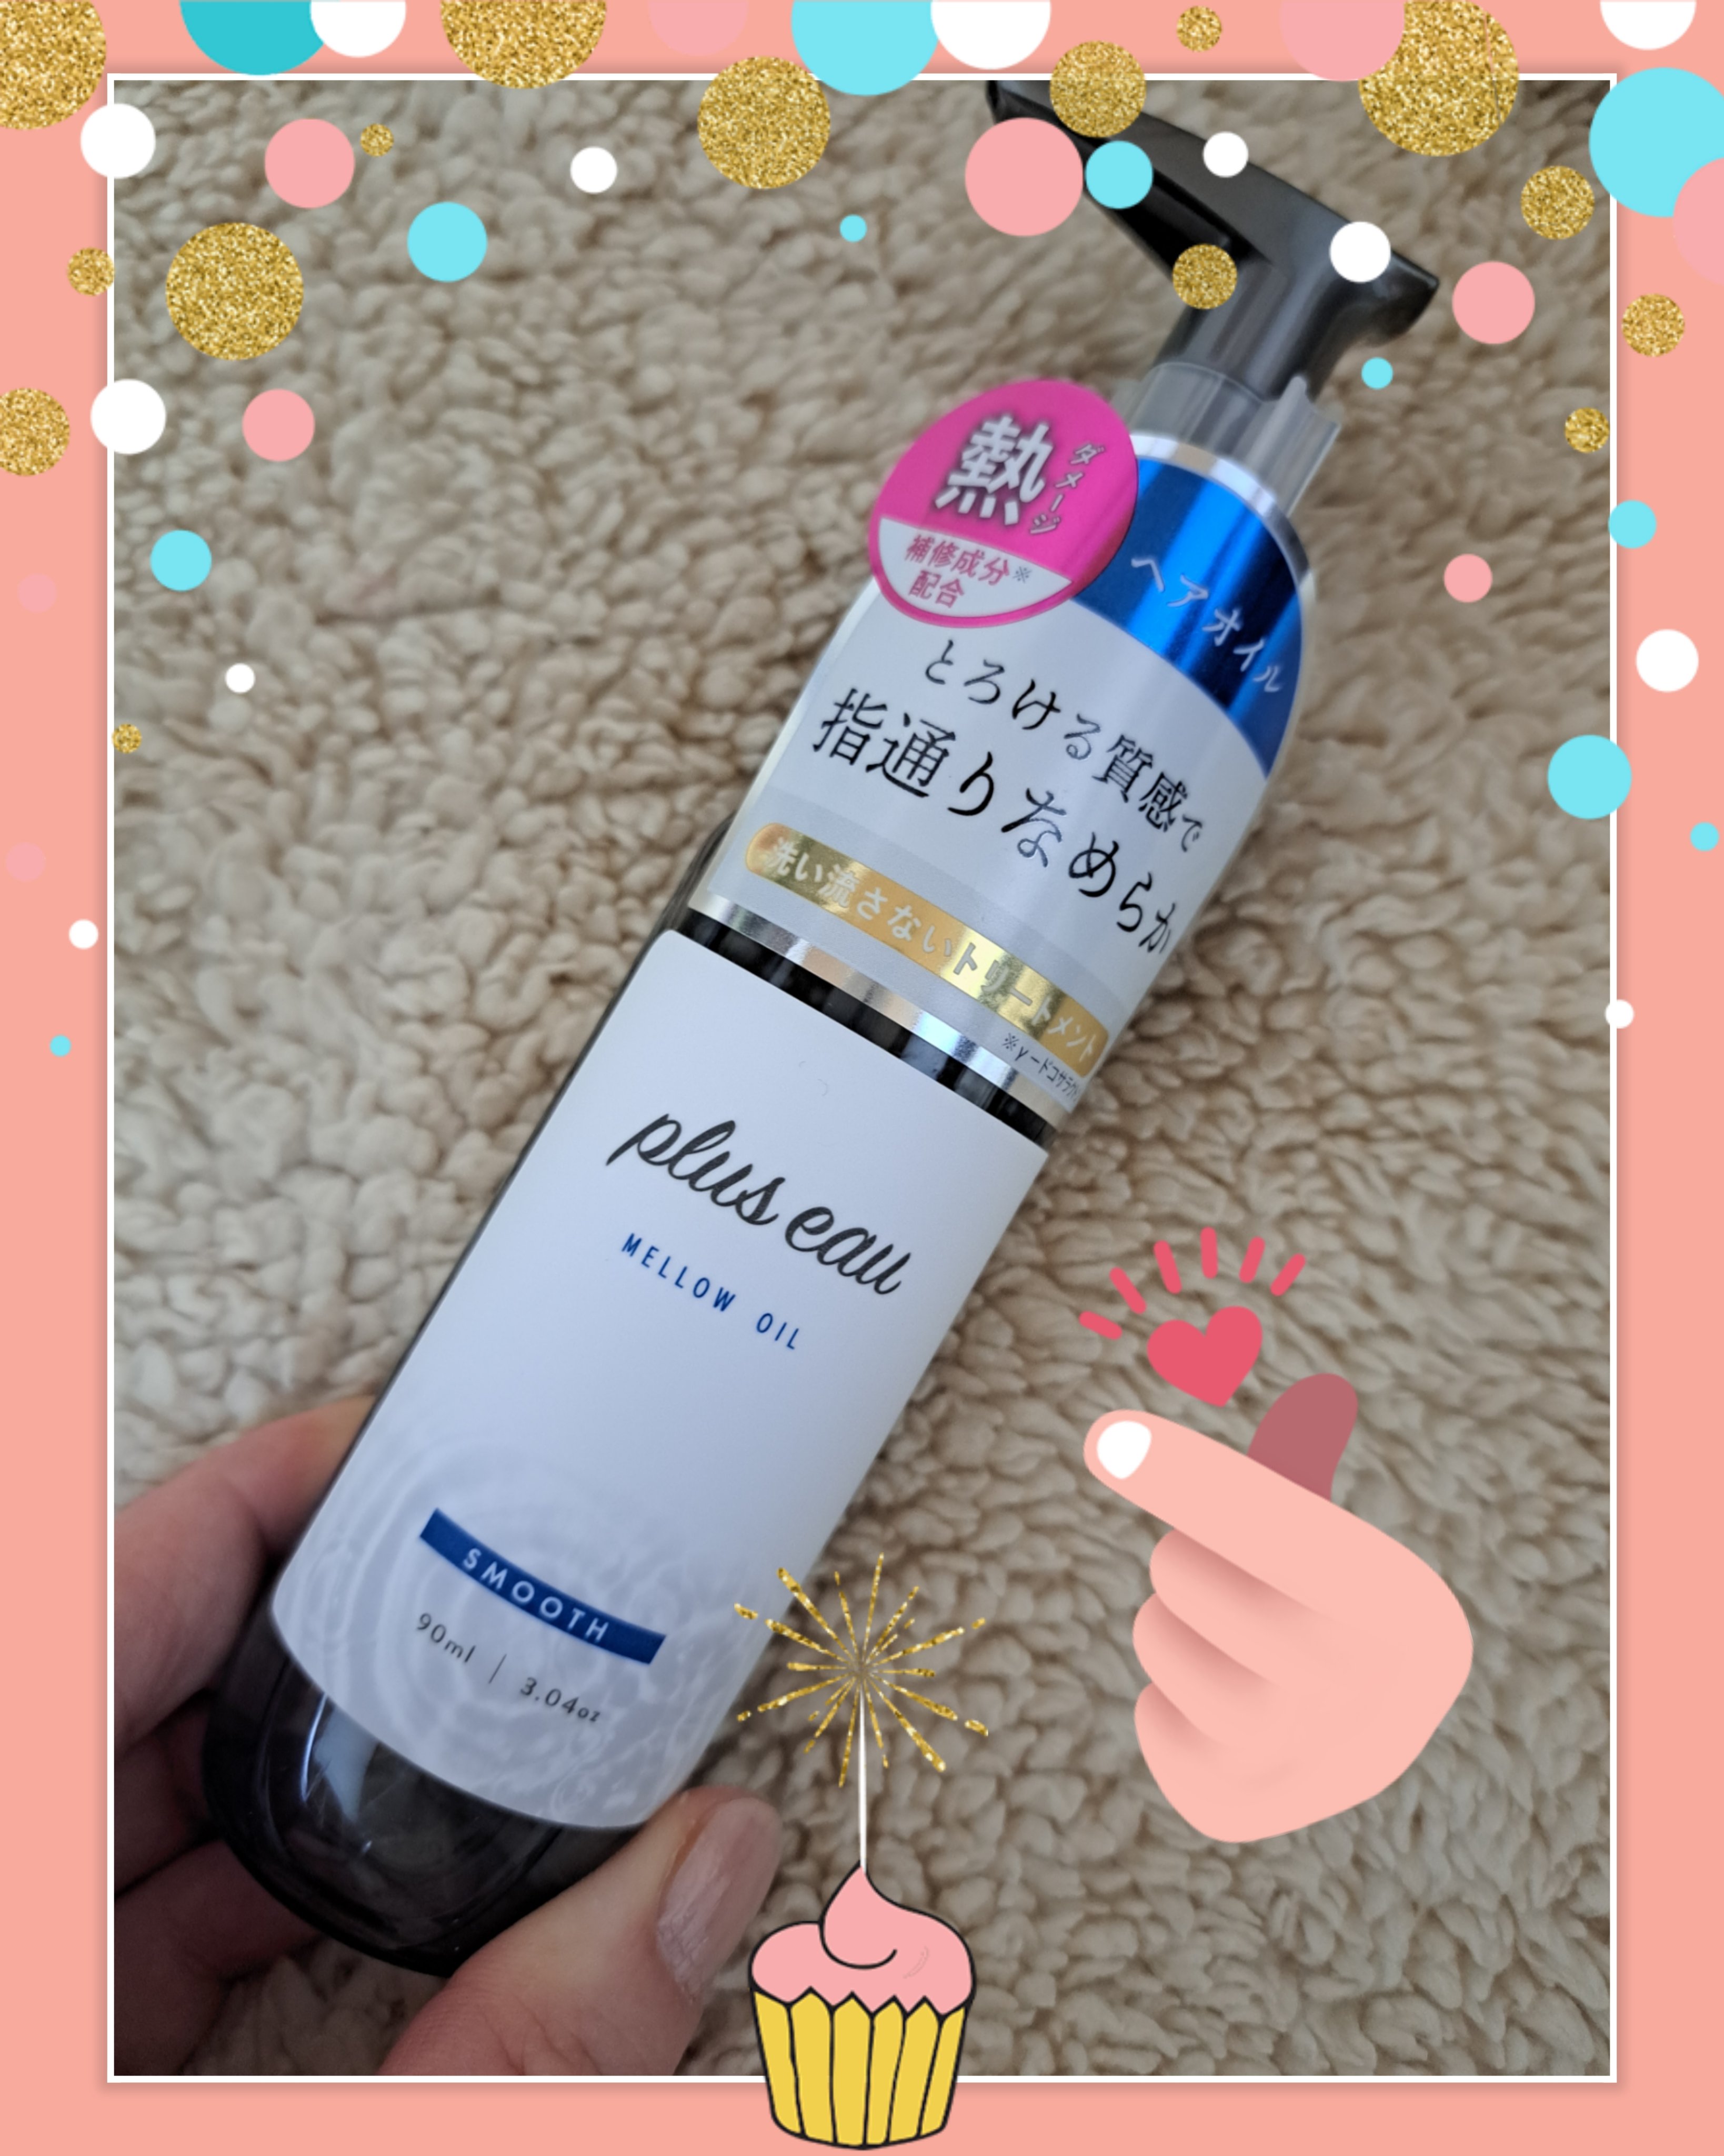 熱
ダメージ
補修成分※
配合
ヘアオイル
とろける質感で
指通りなめらか
洗い流さないトリートメント
plus eau
MELLOW OIL
SMOOTH
90ml | 3.04oz